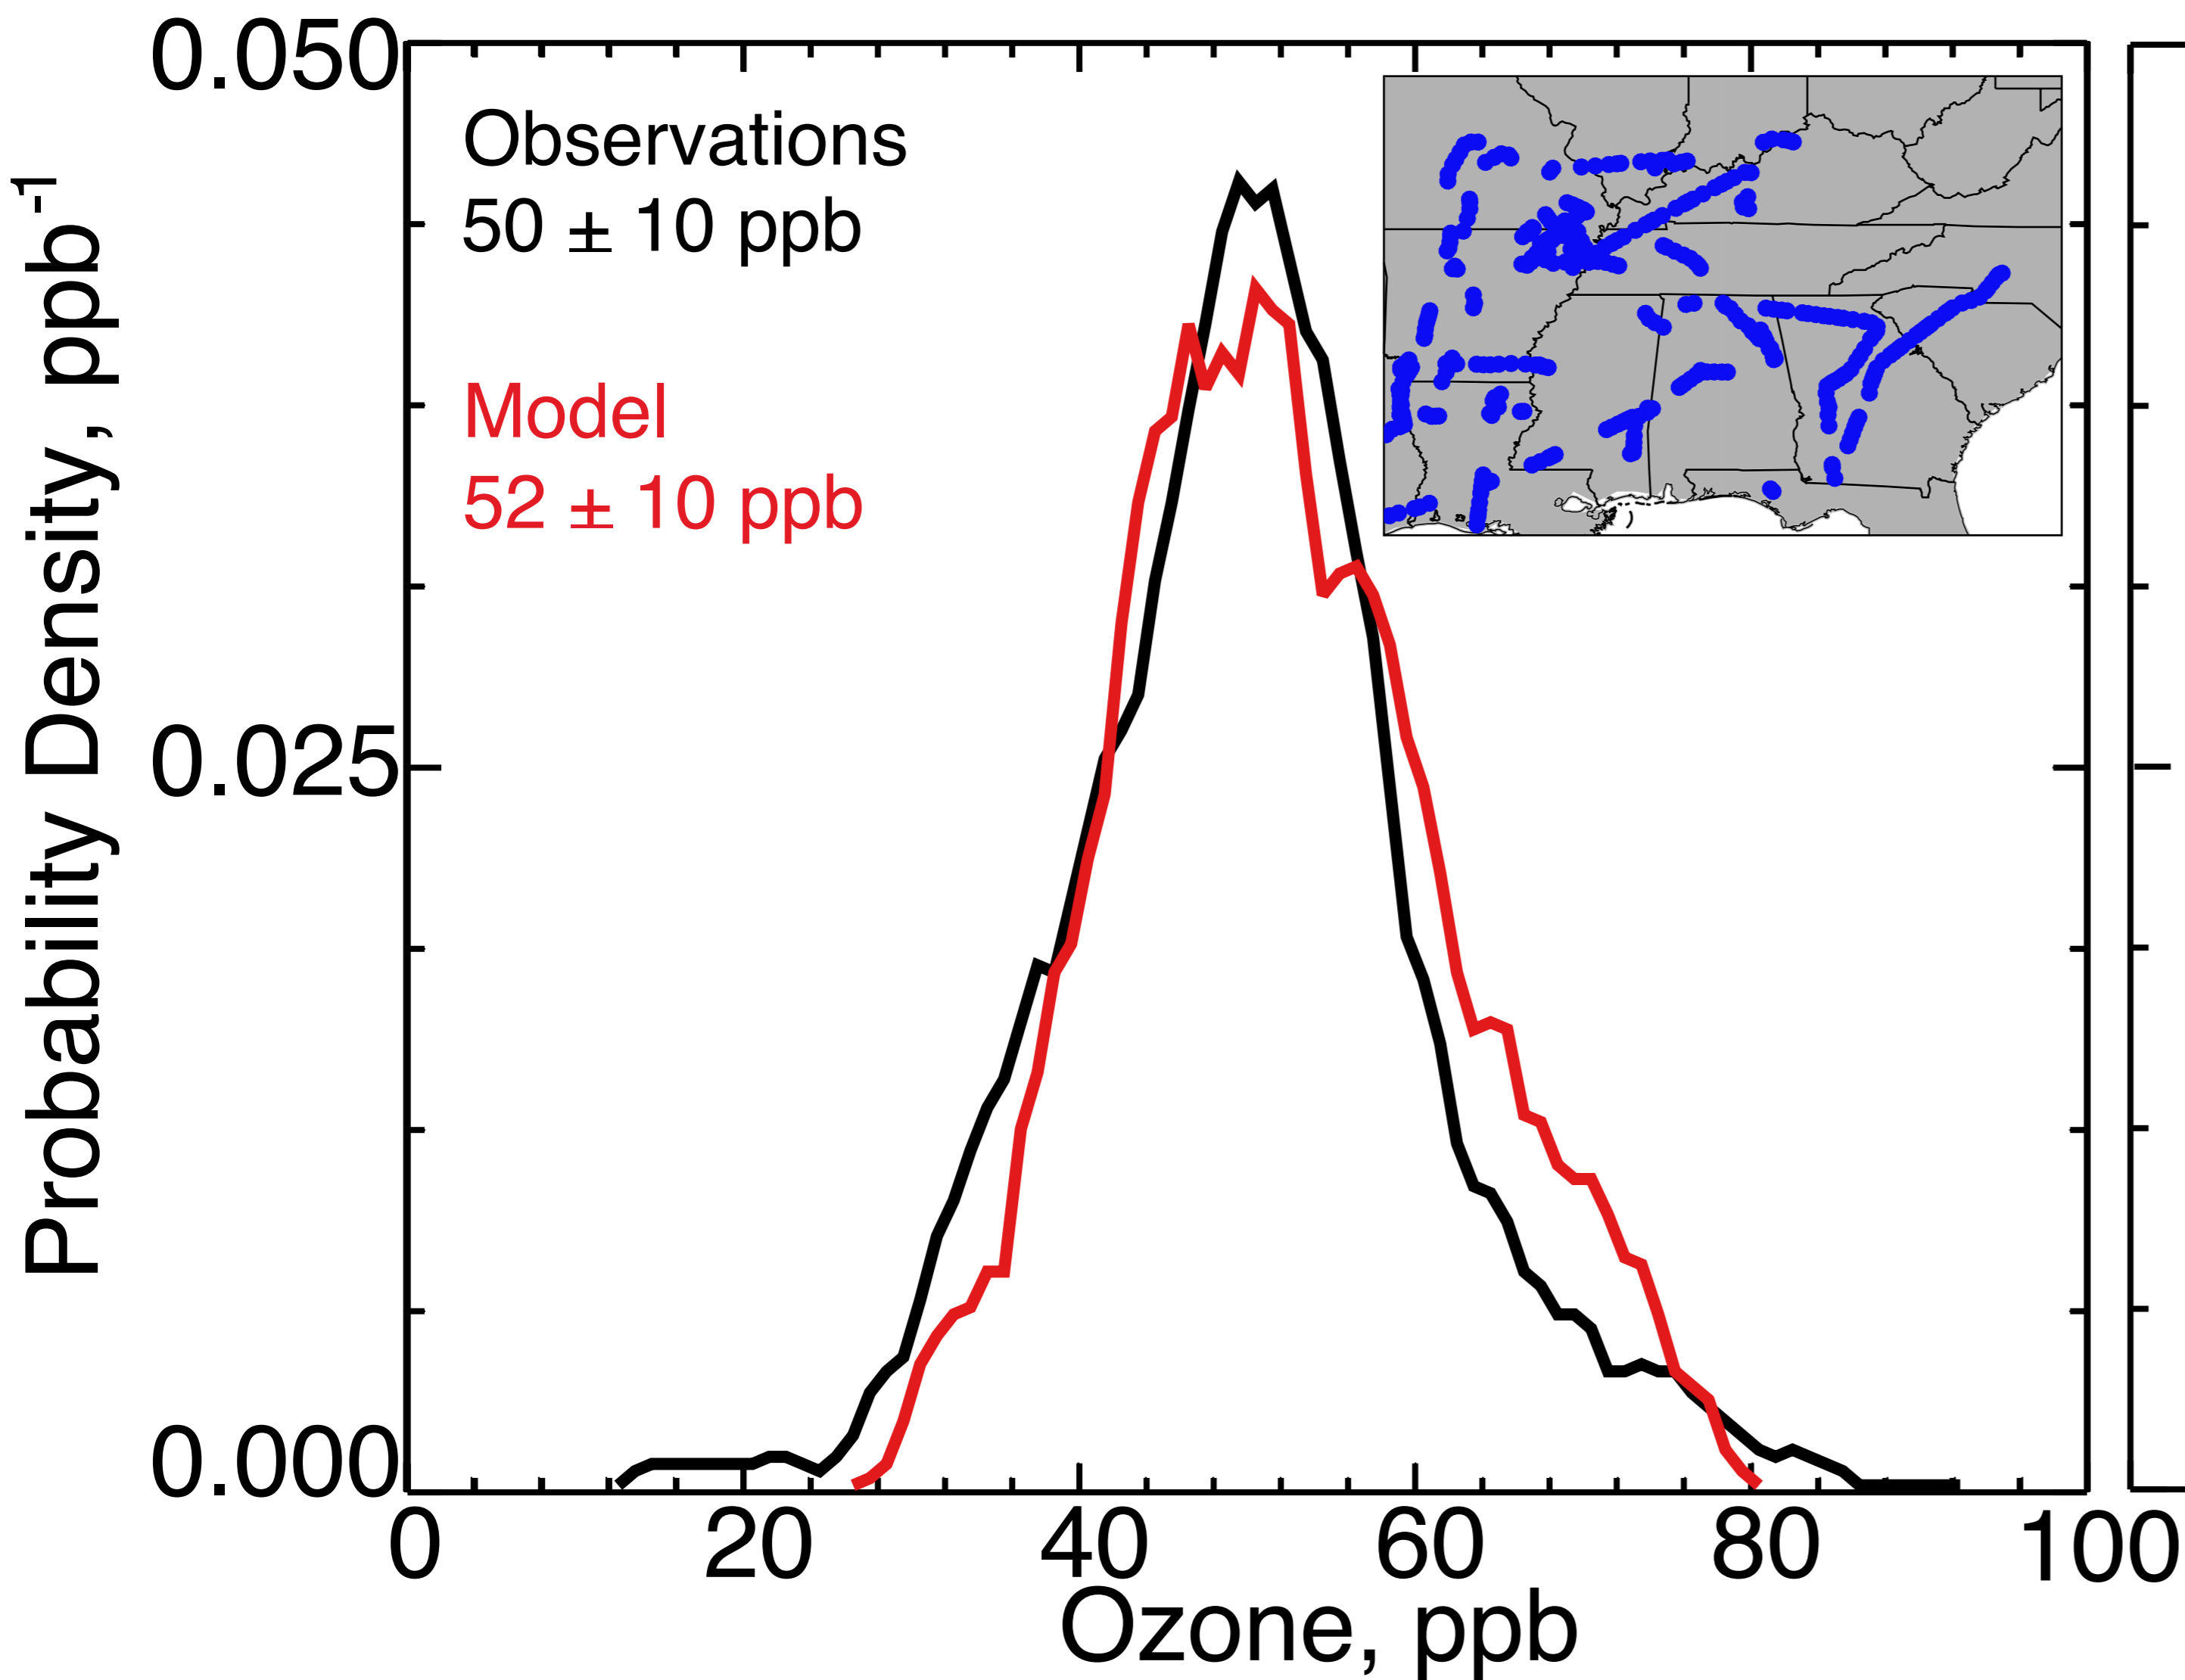 0.050
Observations
50 ± 10 ppb
Model
52 ± 10 ppb
Probability Density, ppb⁻¹
0.025
0.000
0 20 40 60 80 100
Ozone, ppb